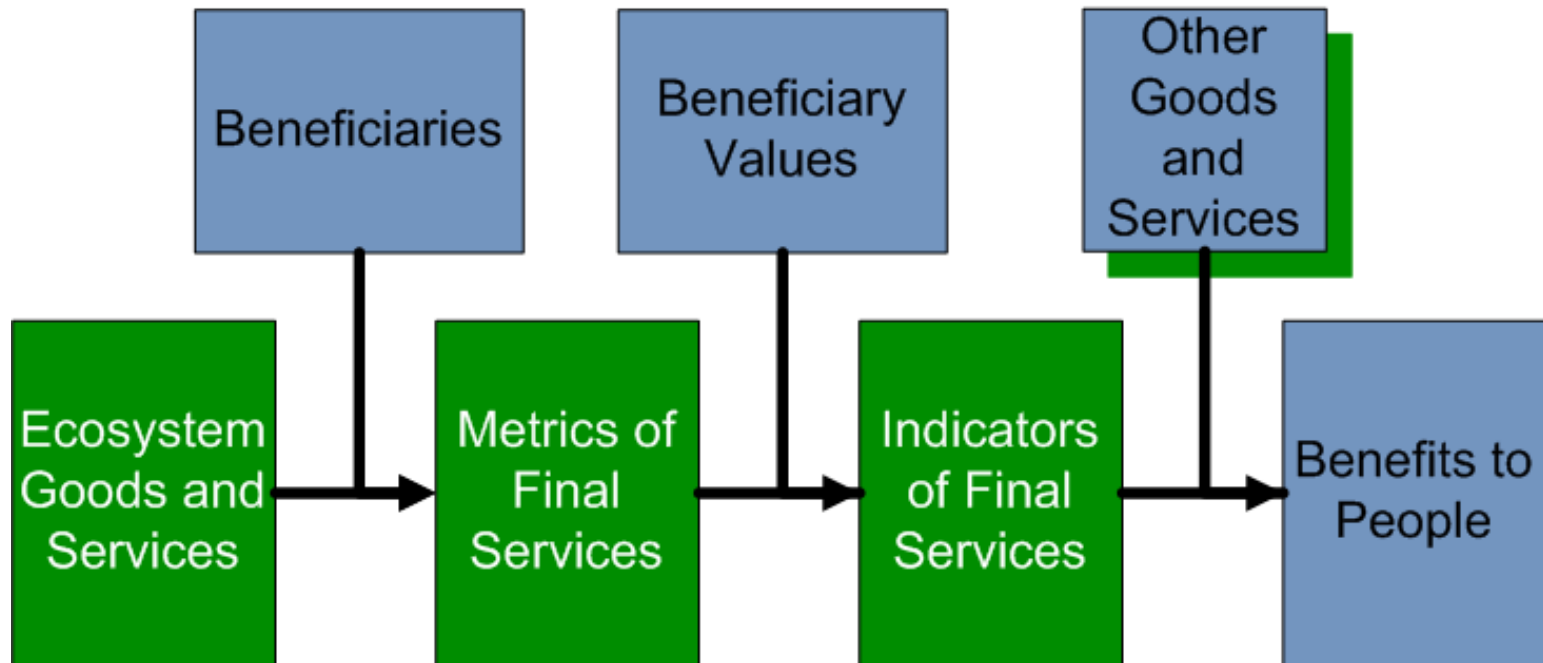 Beneficiaries
Beneficiary
Values
Other
Goods
and
Services
Ecosystem
Goods and
Services
Metrics of
Final
Services
Indicators
of Final
Services
Benefits to
People